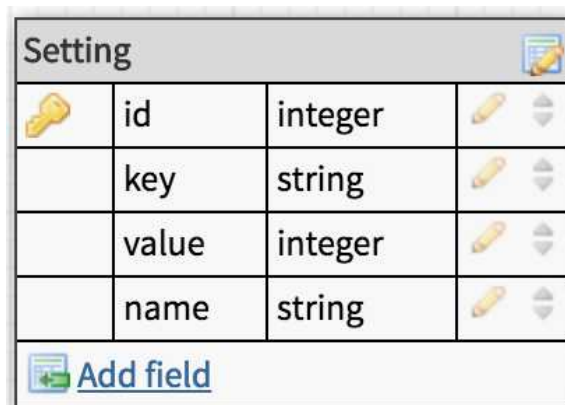 Setting
id integer
key string
value integer
name string
Add field